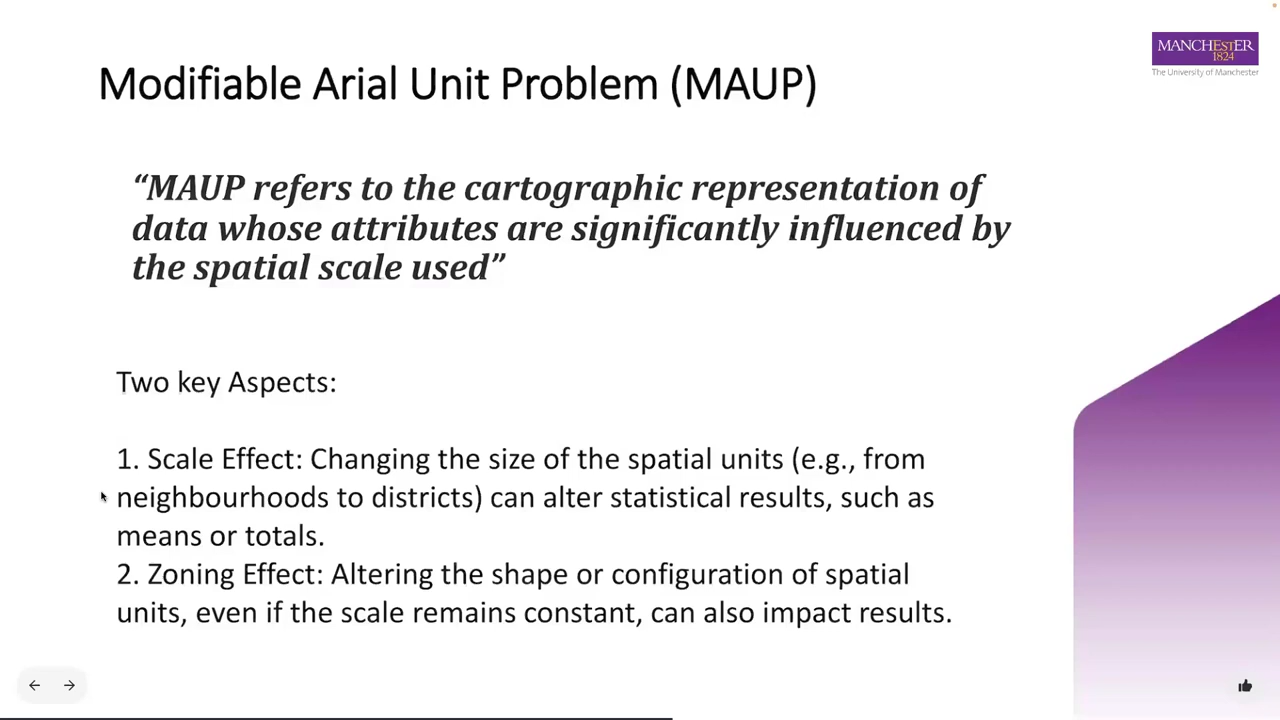 MANCHESTER
1824
The University of Manchester
Modifiable Arial Unit Problem (MAUP)
“MAUP refers to the cartographic representation of
data whose attributes are significantly influenced by
the spatial scale used”
Two key Aspects:
1. Scale Effect: Changing the size of the spatial units (e.g., from
neighbourhoods to districts) can alter statistical results, such as
means or totals.
2. Zoning Effect: Altering the shape or configuration of spatial
units, even if the scale remains constant, can also impact results.